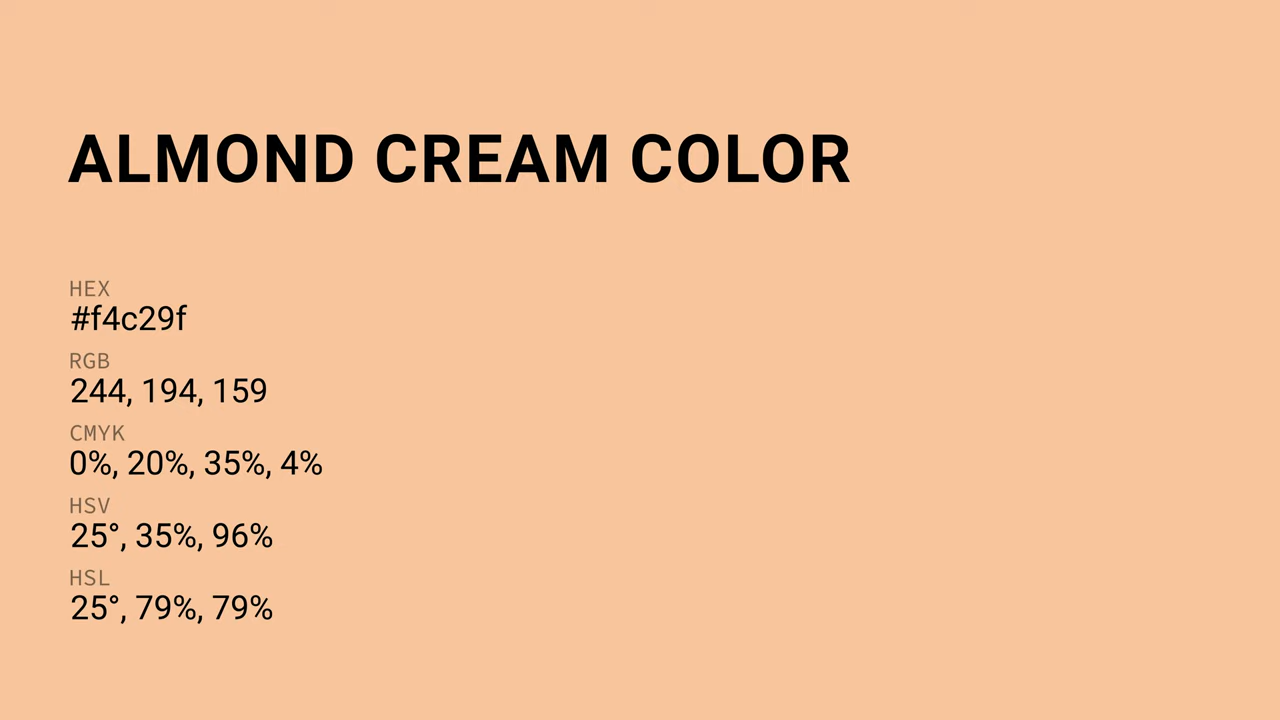 ALMOND CREAM COLOR
HEX
#f4c29f
RGB
244, 194, 159
CMYK
0%, 20%, 35%, 4%
HSV
25°, 35%, 96%
HSL
25°, 79%, 79%